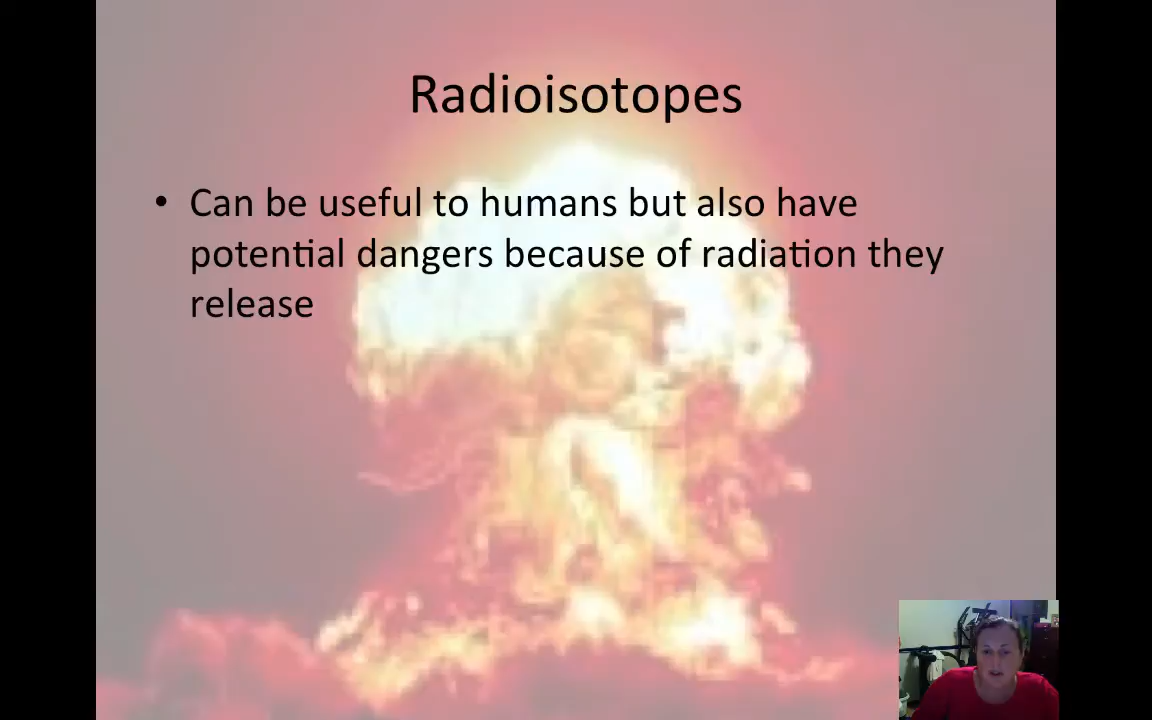 Radioisotopes
• Can be useful to humans but also have
potential dangers because of radiation they
release